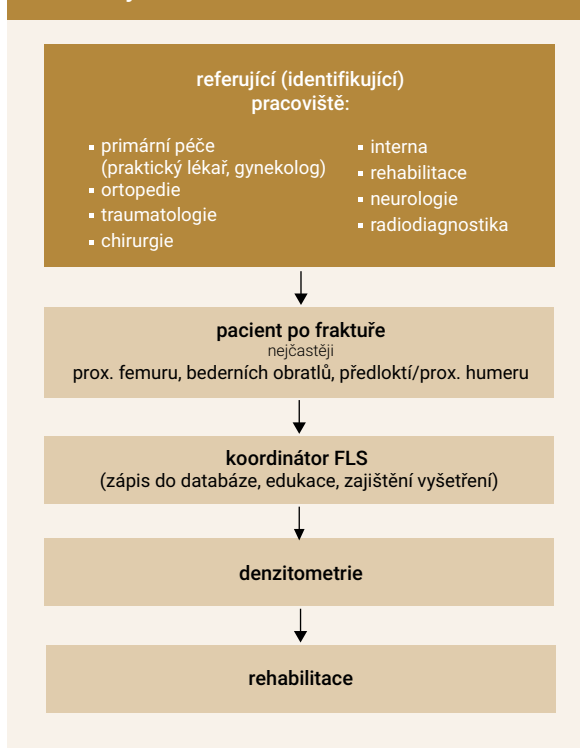 referující (identifikující)
pracoviště:
▪ primární péče
(praktický lékař, gynekolog)
▪ ortopedie
▪ traumatologie
▪ chirurgie
▪ interna
▪ rehabilitace
▪ neurologie
▪ radiodiagnostika
pacient po fraktuře
nejčastěji
prox. femuru, bederních obratlů, předloktí/prox. humeru
koordinátor FLS
(zápis do databáze, edukace, zajištění vyšetření)
denzitometrie
rehabilitace